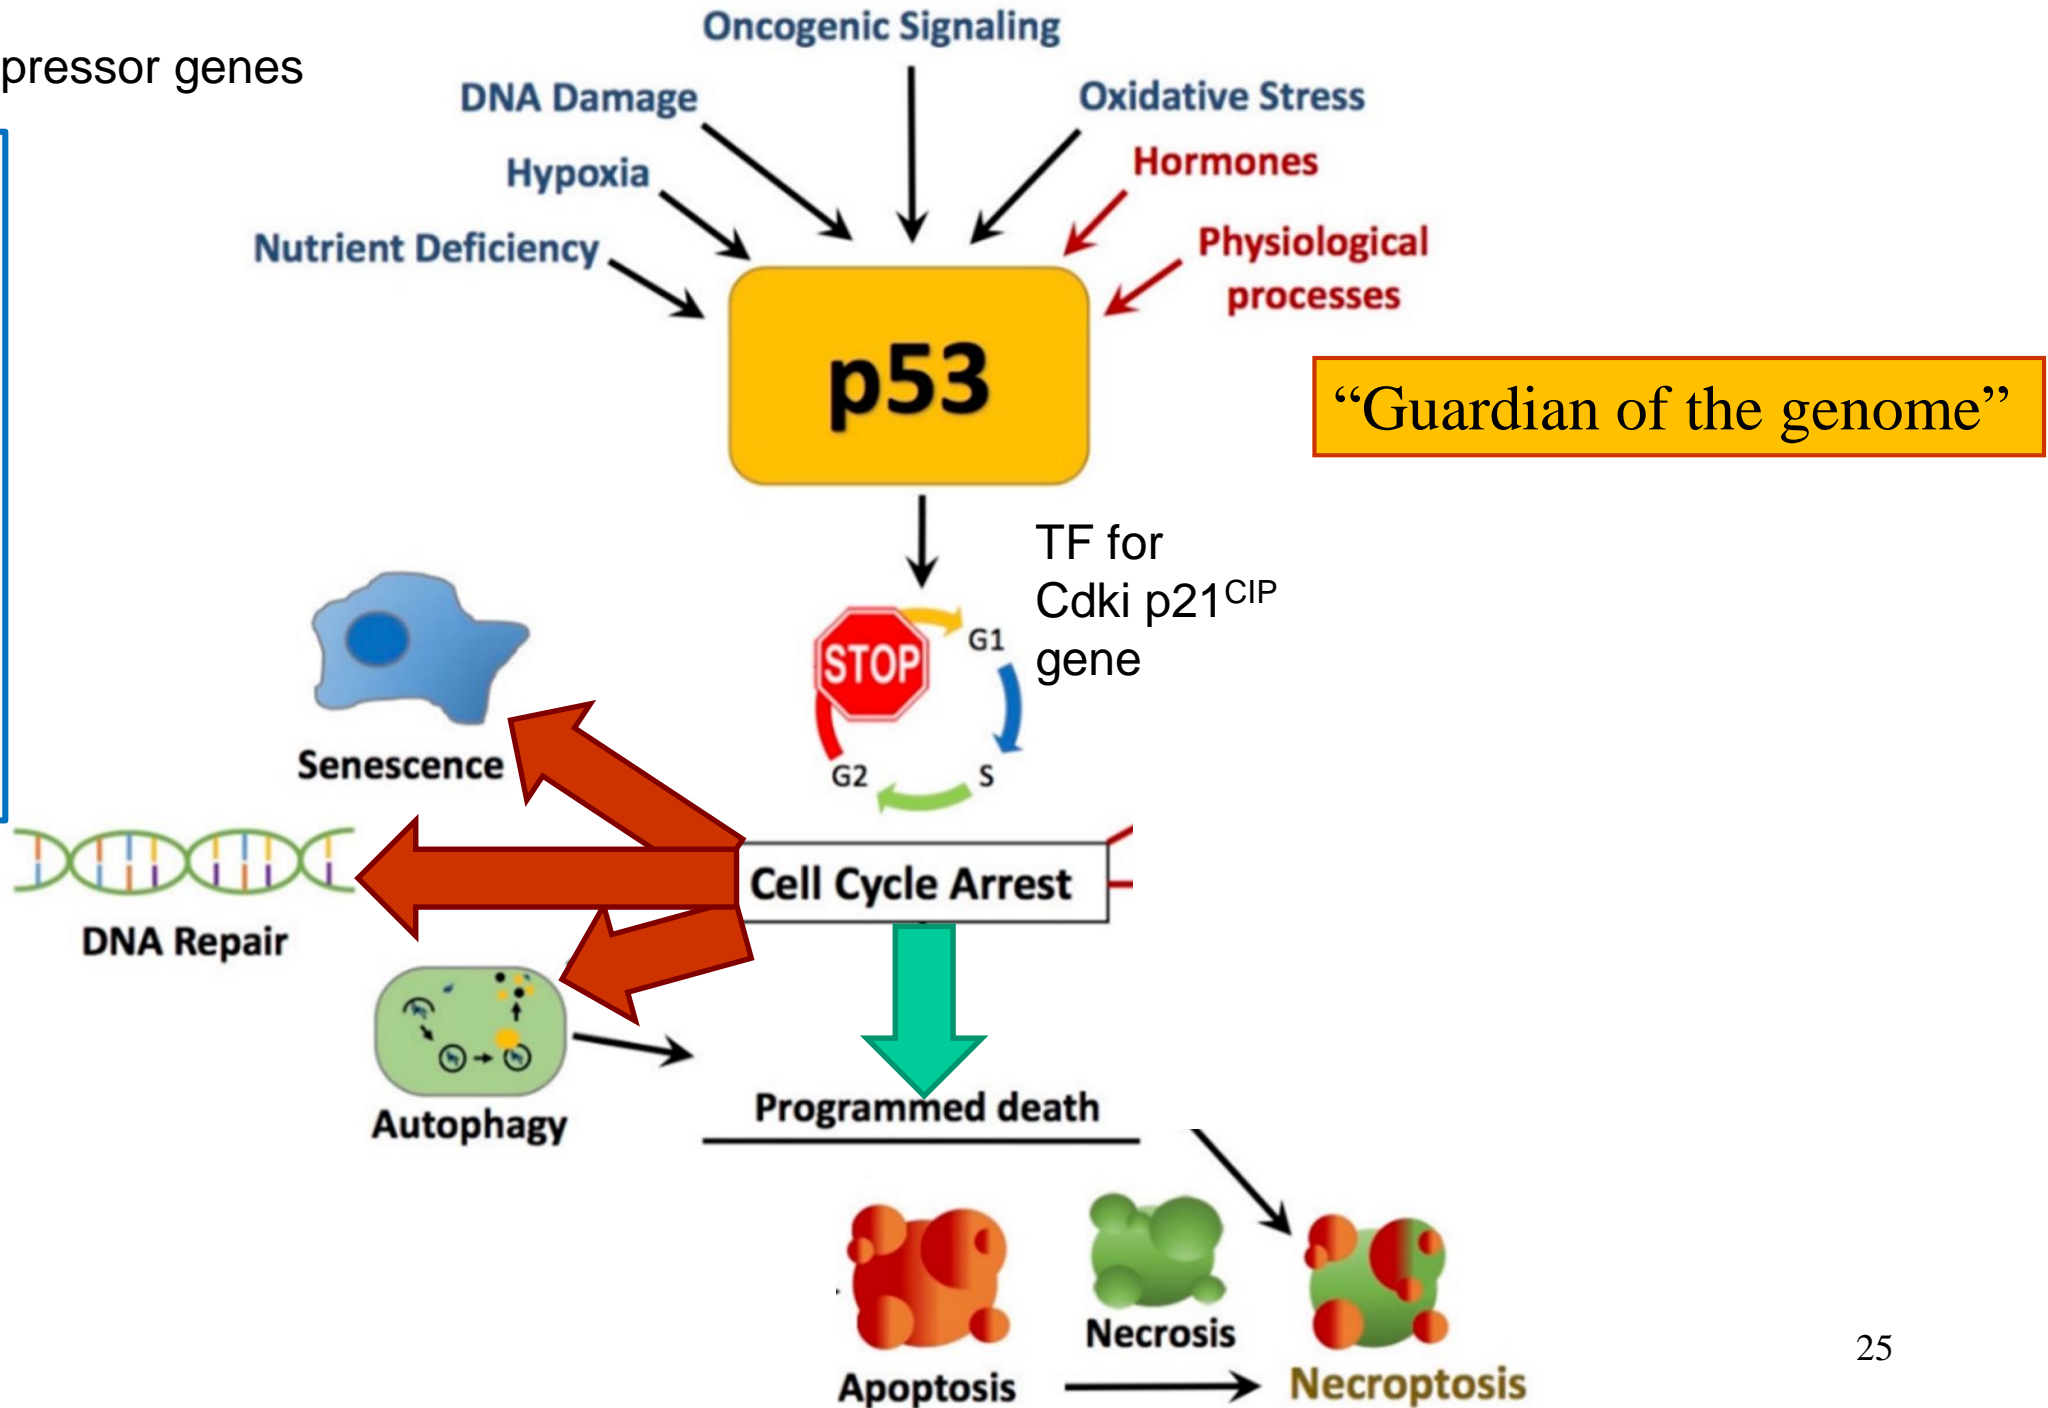 Oncogenic Signaling
pressor genes
DNA Damage
Oxidative Stress
Hypoxia
Hormones
Nutrient Deficiency
Physiological
processes
p53
“Guardian of the genome”
TF for
Cdki p21CIP
gene
STOP
G1
S
G2
Senescence
Cell Cycle Arrest
DNA Repair
Autophagy
Programmed death
Necrosis
Apoptosis
Necroptosis
25